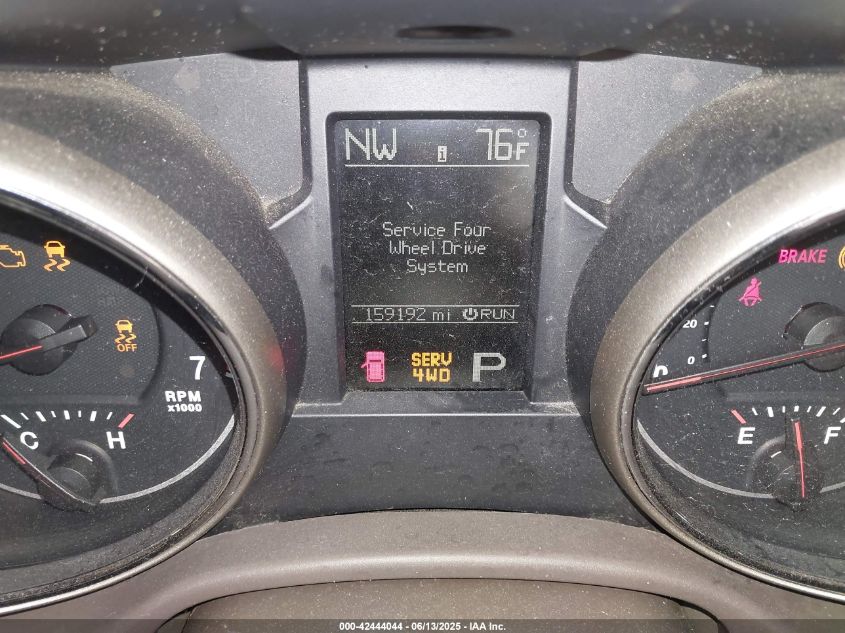 NW i 76°F
Service Four
Wheel Drive
System
159192 mi RUN
SERV
4WD
P
OFF
7
RPM
x1000
C H
BRAKE
20
0
E F
000-42444044 | 06/13/2025 - IAA Inc.